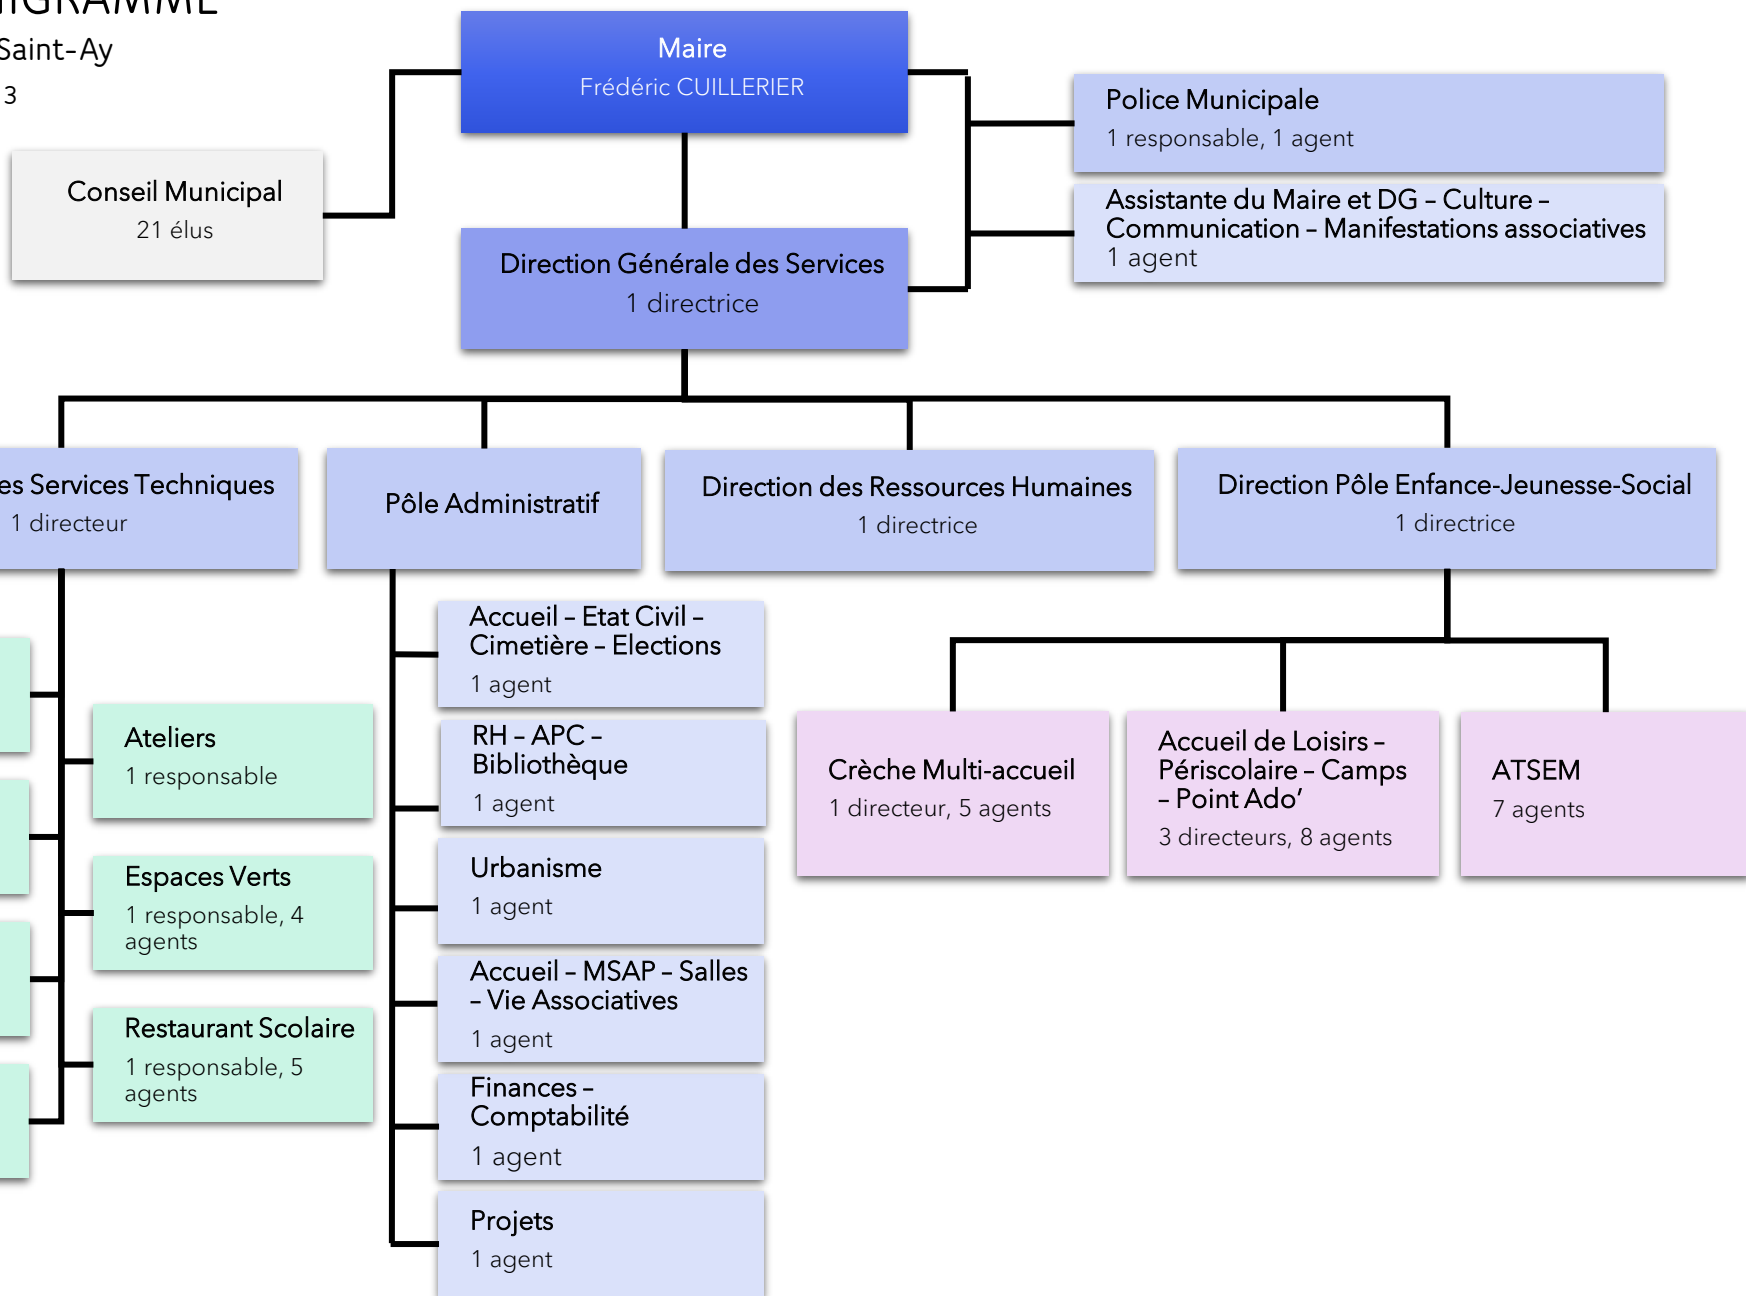 Saint-Ay
3
Maire
Frédéric CUILLERIER
Conseil Municipal
21 élus
Police Municipale
1 responsable, 1 agent
Assistante du Maire et DG – Culture –
Communication – Manifestations associatives
1 agent
Direction Générale des Services
1 directrice
es Services Techniques
1 directeur
Pôle Administratif
Direction des Ressources Humaines
1 directrice
Direction Pôle Enfance-Jeunesse-Social
1 directrice
Ateliers
1 responsable
Espaces Verts
1 responsable, 4
agents
Restaurant Scolaire
1 responsable, 5
agents
Accueil – Etat Civil –
Cimetière – Elections
1 agent
RH – APC –
Bibliothèque
1 agent
Urbanisme
1 agent
Accueil – MSAP – Salles
– Vie Associatives
1 agent
Finances –
Comptabilité
1 agent
Projets
1 agent
Crèche Multi-accueil
1 directeur, 5 agents
Accueil de Loisirs –
Périscolaire – Camps
– Point Ado’
3 directeurs, 8 agents
ATSEM
7 agents